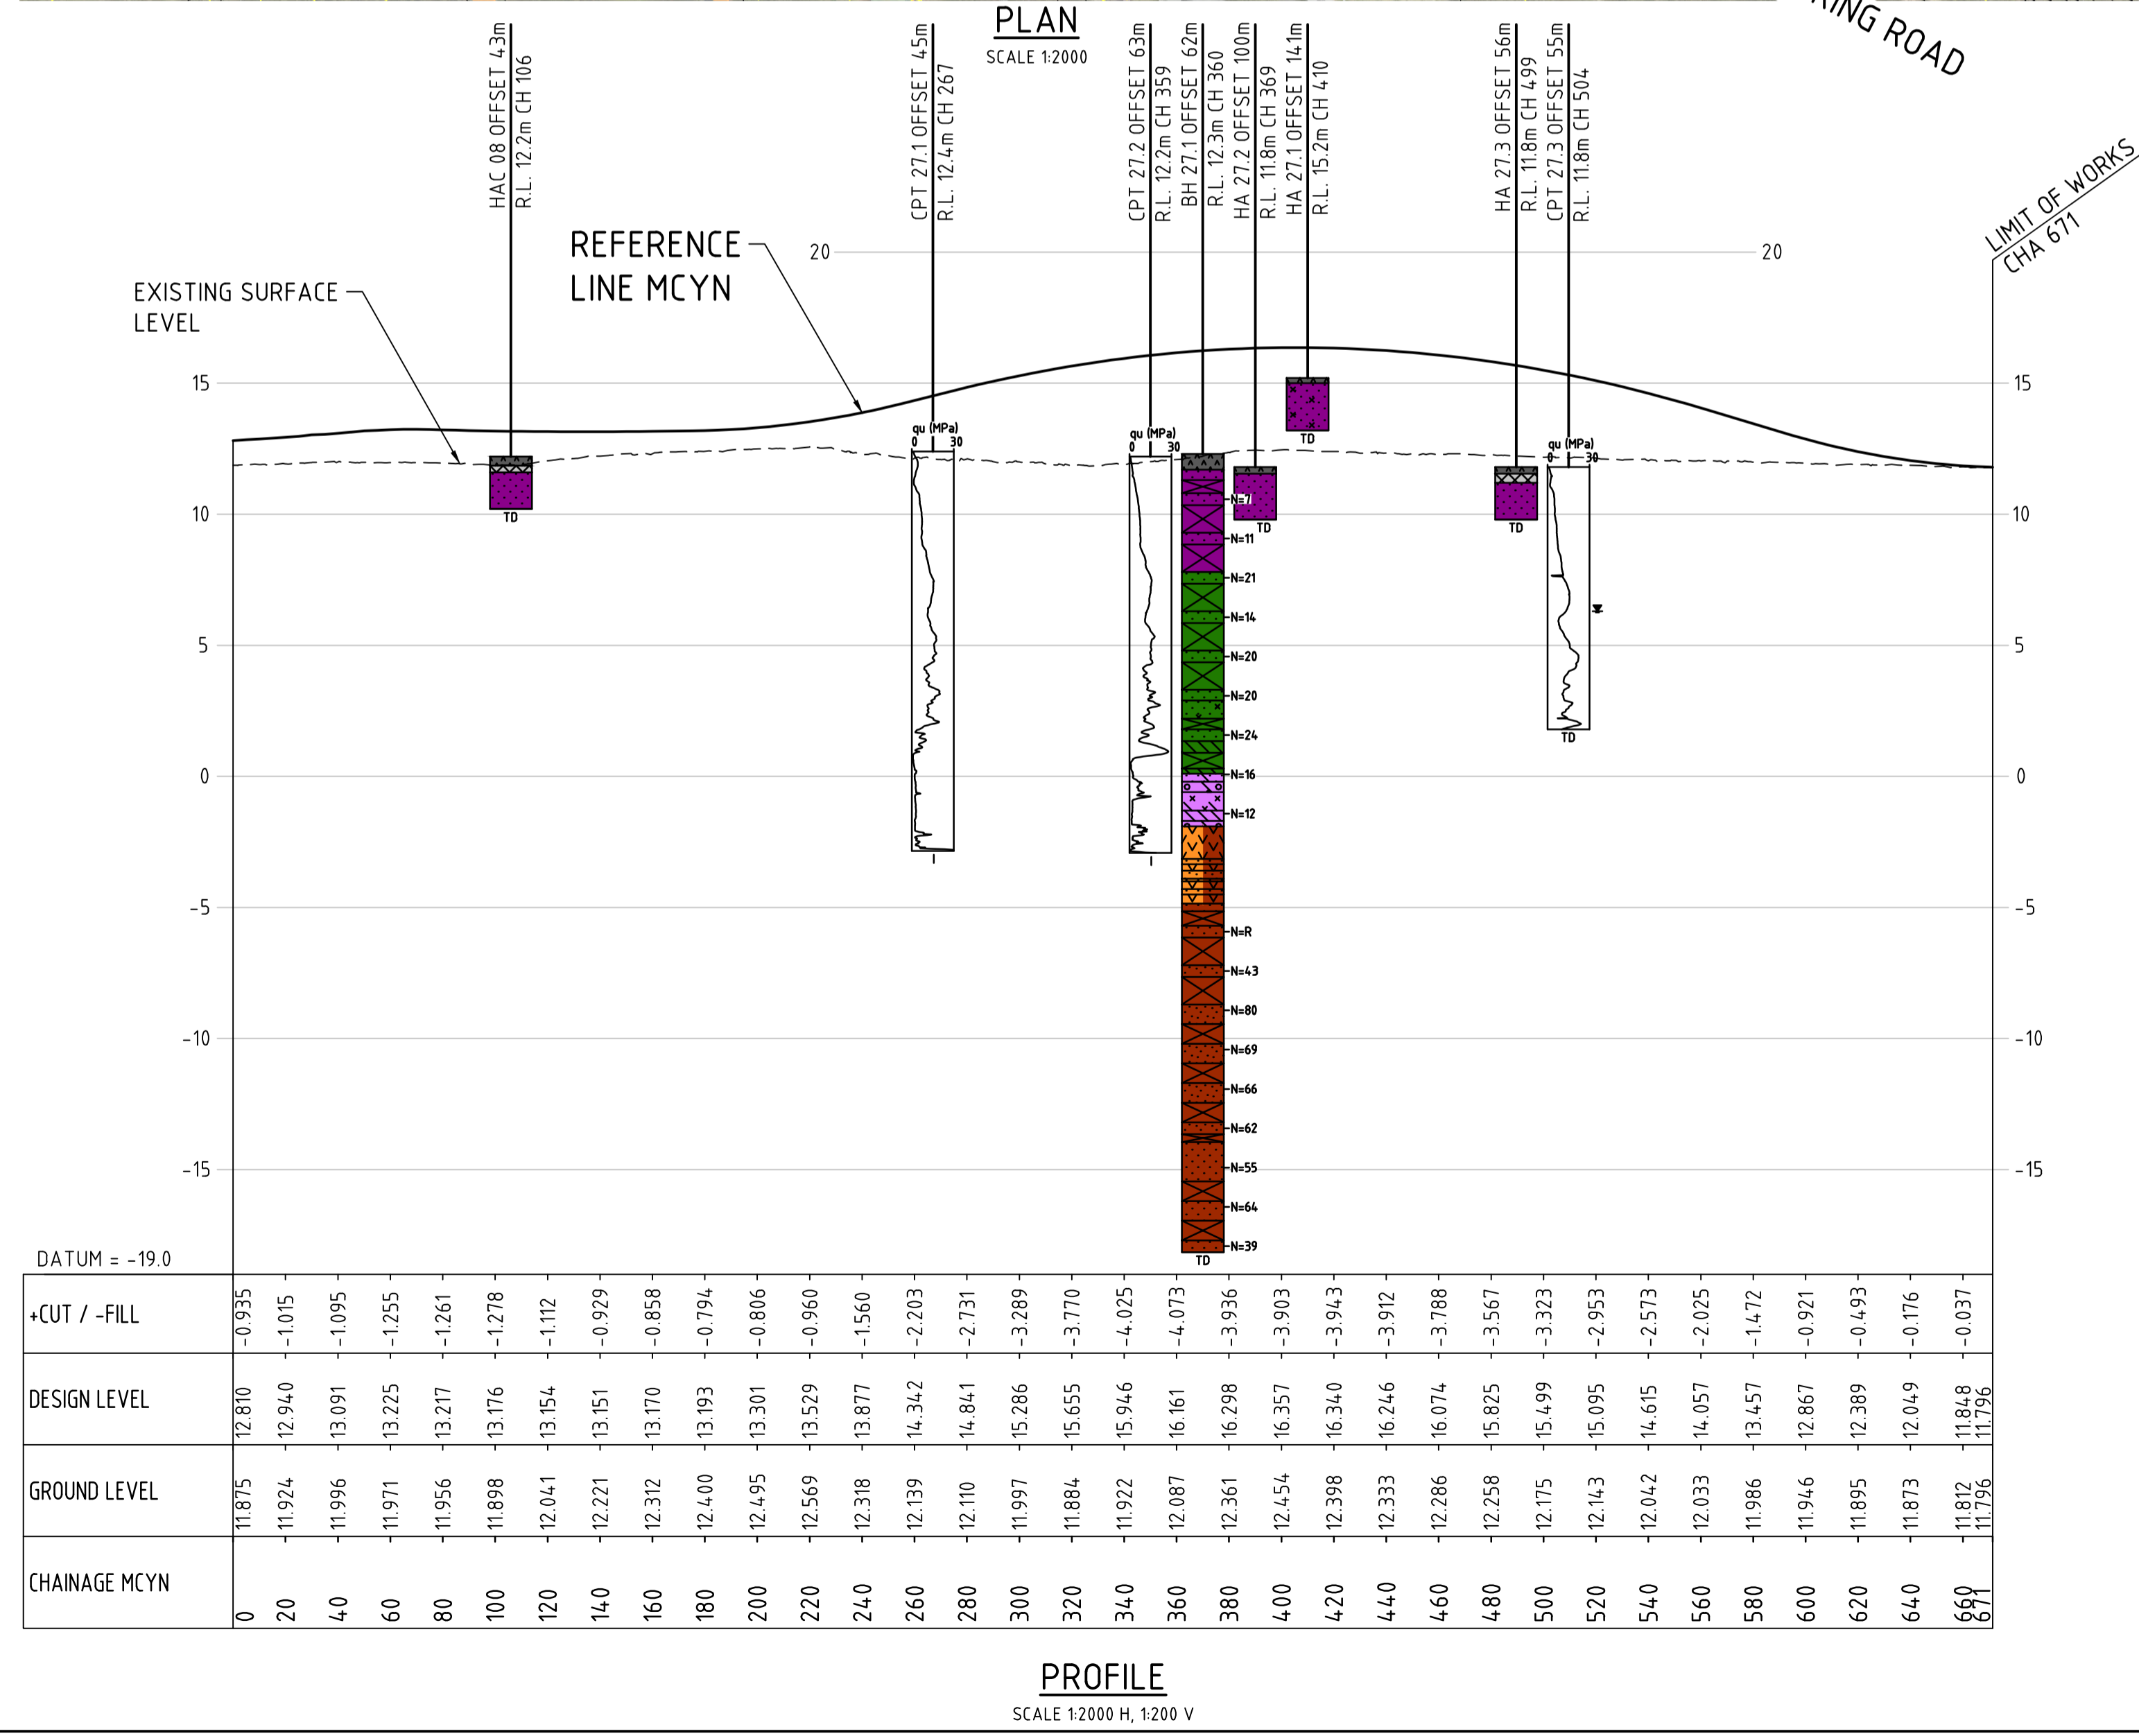 PLAN
SCALE 1:2000
RING ROAD
HAC 08 OFFSET 43m
R.L. 12.2m CH 106
CPT 27.1 OFFSET 45m
R.L. 12.4m CH 267
CPT 27.2 OFFSET 63m
R.L. 12.2m CH 359
BH 27.1 OFFSET 62m
R.L. 12.3m CH 360
HA 27.2 OFFSET 100m
R.L. 11.8m CH 369
HA 27.1 OFFSET 141m
R.L. 15.2m CH 410
HA 27.3 OFFSET 56m
R.L. 11.8m CH 499
CPT 27.3 OFFSET 55m
R.L. 11.8m CH 504
LIMIT OF WORKS
CHA 671
REFERENCE
LINE MCYN
20 20
EXISTING SURFACE
LEVEL
15 15
TD
qu (MPa)
0 30
qu (MPa)
0 30
qu (MPa)
0 30
10 10
TD
TD
TD
N=7
N=11
N=21
N=14
5 5
N=20
N=20
N=24
TD
0 0
N=16
N=12
-5 -5
N=R
N=43
N=80
-10 -10
N=69
N=66
N=62
-15 -15
N=55
N=64
N=39
TD
DATUM = -19.0
+CUT / -FILL
-0.935 -1.015 -1.095 -1.255 -1.261 -1.278 -1.112 -0.929 -0.858 -0.794 -0.806 -0.960 -1.560 -2.203 -2.731 -3.289 -3.770 -4.025 -4.073 -3.936 -3.903 -3.943 -3.912 -3.788 -3.567 -3.323 -2.953 -2.573 -2.025 -1.472 -0.921 -0.493 -0.176 -0.037
DESIGN LEVEL
12.810 12.940 13.091 13.225 13.217 13.176 13.154 13.151 13.170 13.193 13.301 13.529 13.877 14.342 14.841 15.286 15.655 15.946 16.161 16.298 16.357 16.340 16.246 16.074 15.825 15.499 15.095 14.615 14.057 13.457 12.867 12.389 12.049 11.848 11.796
GROUND LEVEL
11.875 11.924 11.996 11.971 11.956 11.898 12.041 12.221 12.312 12.400 12.495 12.569 12.318 12.139 12.110 11.997 11.884 11.922 12.087 12.361 12.454 12.398 12.333 12.286 12.258 12.175 12.143 12.042 12.033 11.986 11.946 11.895 11.873 11.812 11.796
CHAINAGE MCYN
0 20 40 60 80 100 120 140 160 180 200 220 240 260 280 300 320 340 360 380 400 420 440 460 480 500 520 540 560 580 600 620 640 660 671
PROFILE
SCALE 1:2000 H, 1:200 V